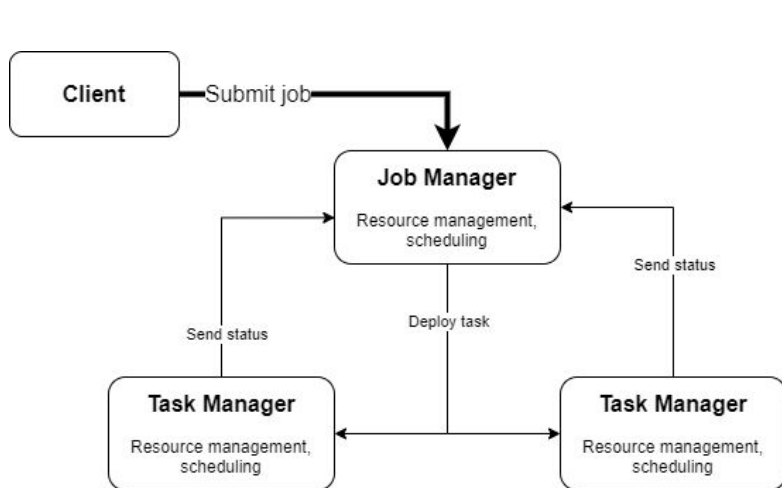 Client
Submit job
Job Manager
Resource management,
scheduling
Send status
Deploy task
Send status
Task Manager
Resource management,
scheduling
Task Manager
Resource management,
scheduling